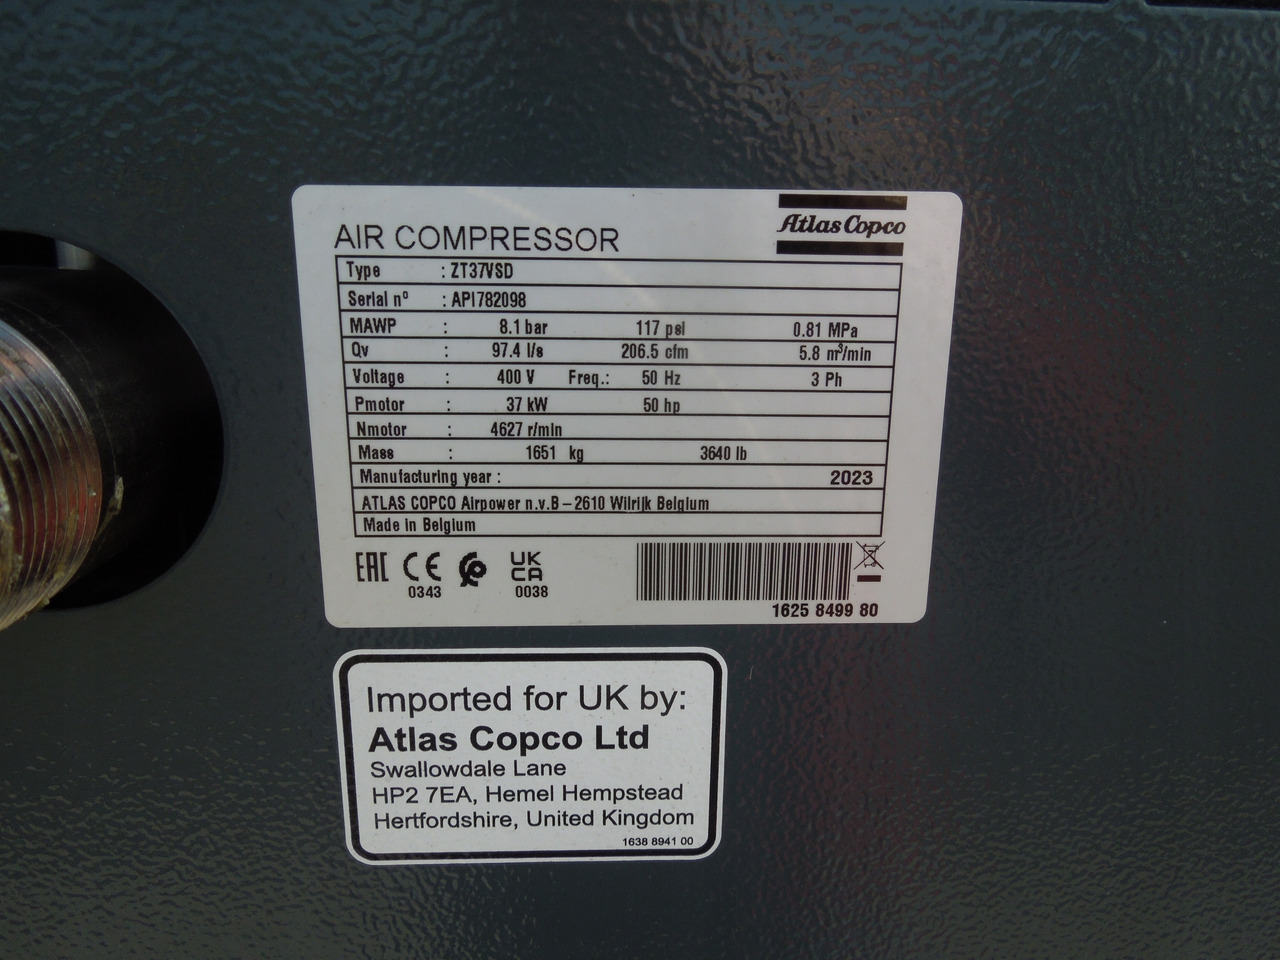 Atlas Copco
AIR COMPRESSOR
Type : ZT37VSD
Serial nº : API782098
MAWP : 8.1 bar 117 psi 0.81 MPa
Qv : 97.4 l/s 206.5 cfm 5.8 m³/min
Voltage : 400 V Freq.: 50 Hz 3 Ph
Pmotor : 37 kW 50 hp
Nmotor : 4627 r/min
Mass : 1651 kg 3640 lb
Manufacturing year : 2023
ATLAS COPCO Airpower n.v.B – 2610 Wilrijk Belgium
Made in Belgium
EAC CE UK CA
0343 0038
1625 8499 80
Imported for UK by:
Atlas Copco Ltd
Swallowdale Lane
HP2 7EA, Hemel Hempstead
Hertfordshire, United Kingdom
1638 8941 00